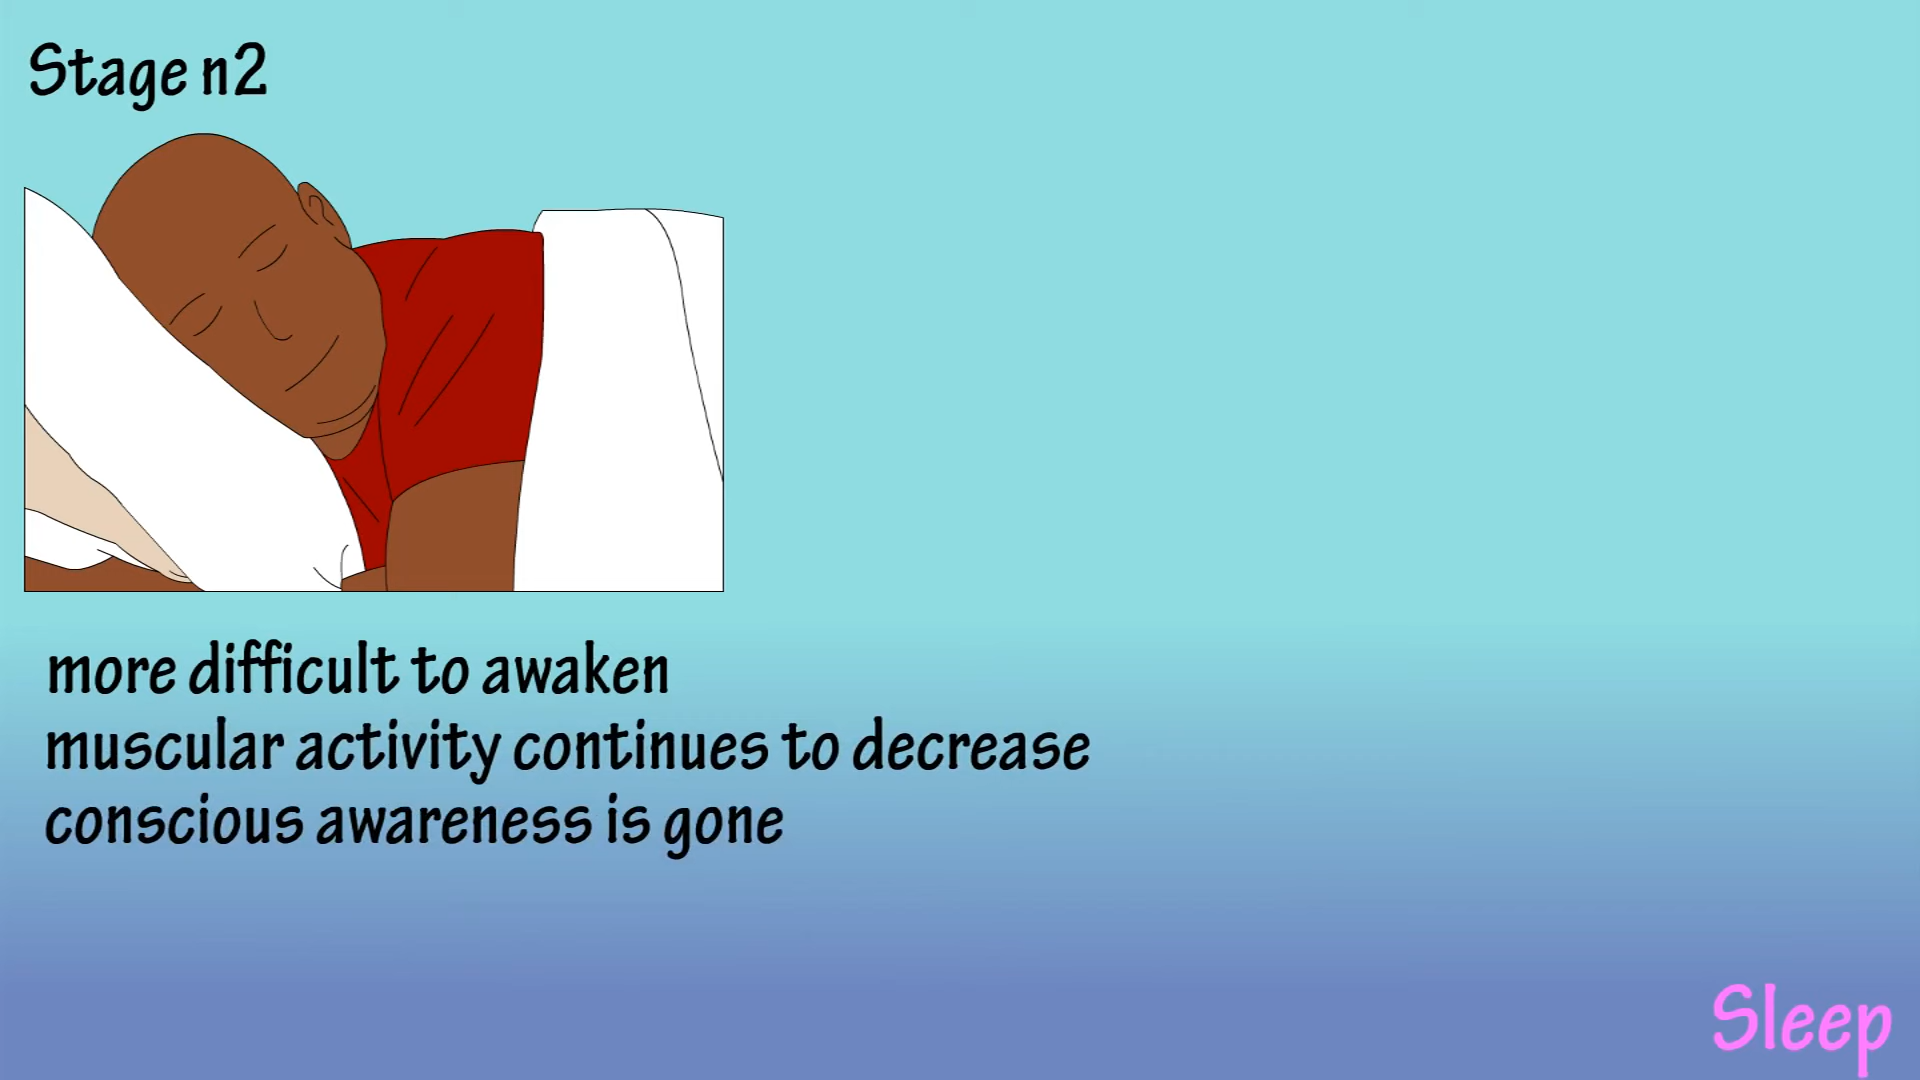 Stage n2
more difficult to awaken
muscular activity continues to decrease
conscious awareness is gone
Sleep